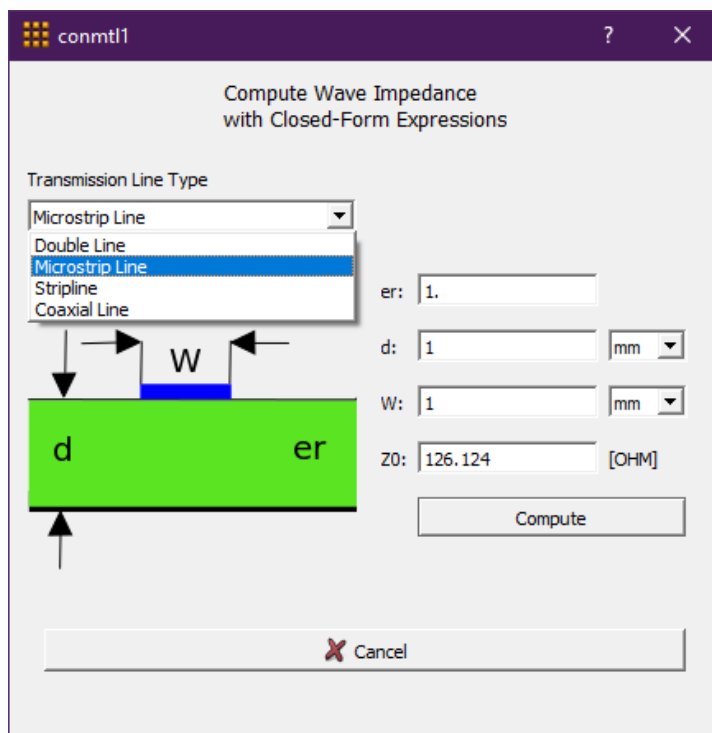 conmtl1
?
Compute Wave Impedance
with Closed-Form Expressions
Transmission Line Type
Microstrip Line
Double Line
Microstrip Line
Stripline
Coaxial Line
er: 1.
d: 1 mm
W: 1 mm
Z0: 126.124 [OHM]
Compute
W
d er
Cancel